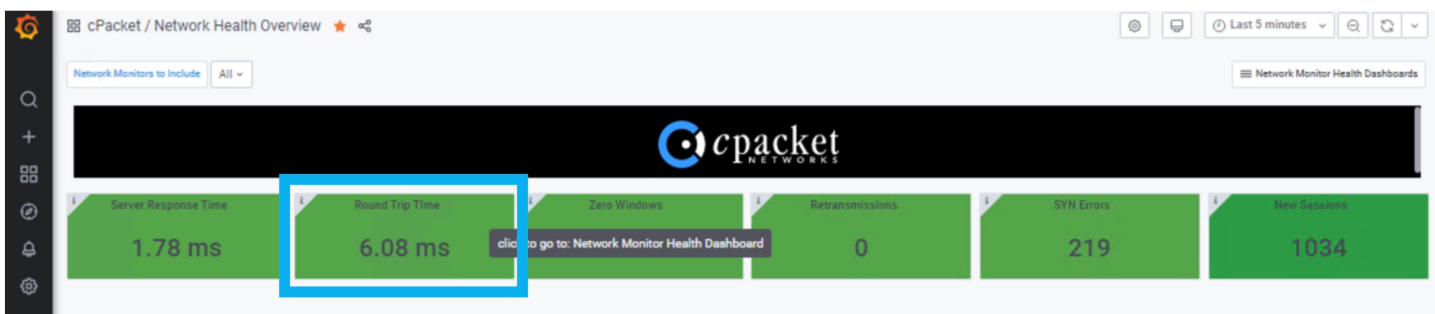 cPacket / Network Health Overview
Last 5 minutes
Network Monitors to Include All
Network Monitor Health Dashboards
cpacket
NETWORKS
i Server Response Time
1.78 ms
i Round Trip Time
6.08 ms
i Zero Windows
to go to: Network Monitor Health Dashboard
i Retransmissions
0
i SYN Errors
219
i New Sessions
1034